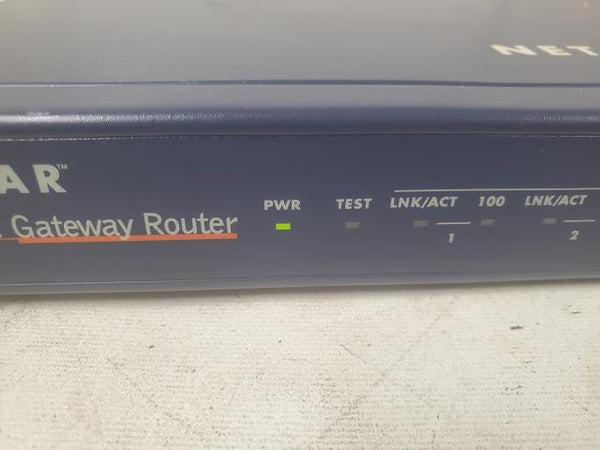 NET
AR™
. Gateway Router
PWR TEST LNK/ACT 100 LNK/ACT
1 2